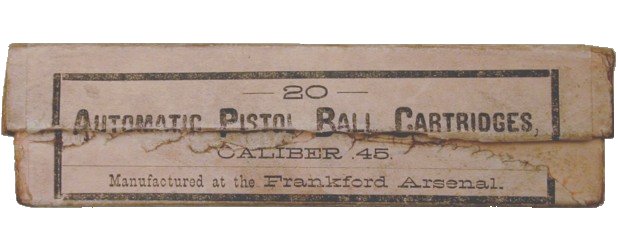 — 20 —
AUTOMATIC PISTOL BALL CARTRIDGES,
CALIBER .45.
Manufactured at the Frankford Arsenal.